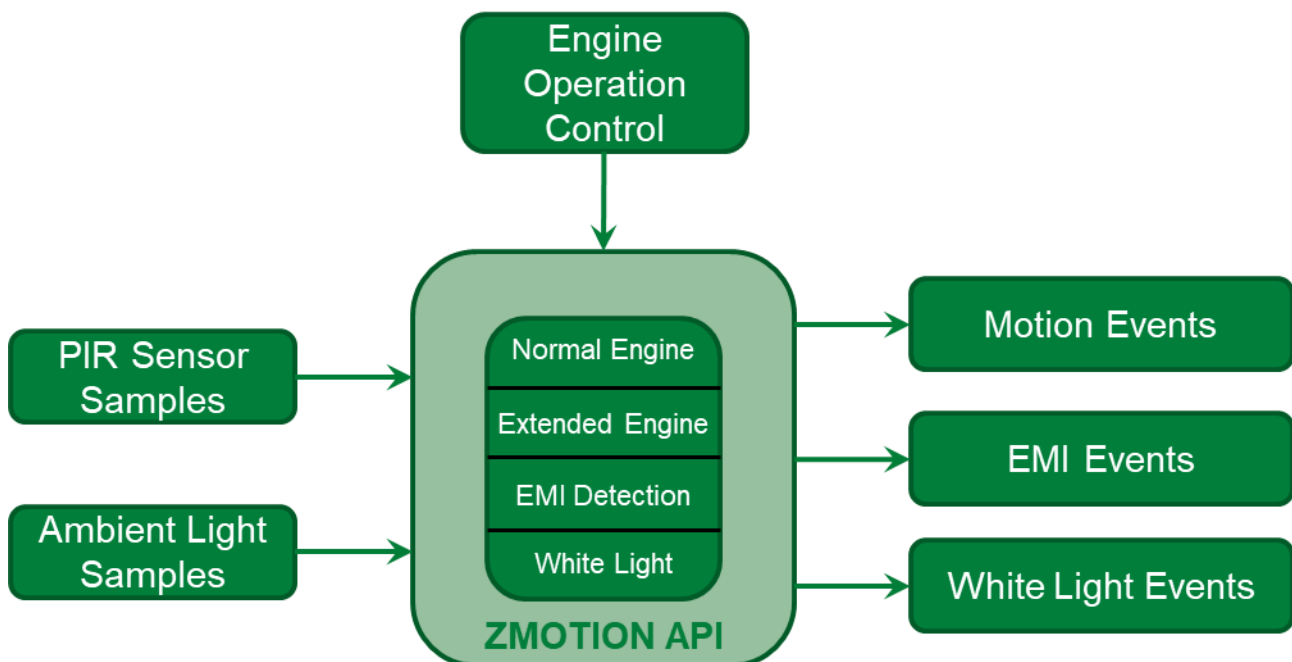 Engine
Operation
Control
PIR Sensor
Samples
Ambient Light
Samples
Normal Engine
Extended Engine
EMI Detection
White Light
ZMOTION API
Motion Events
EMI Events
White Light Events